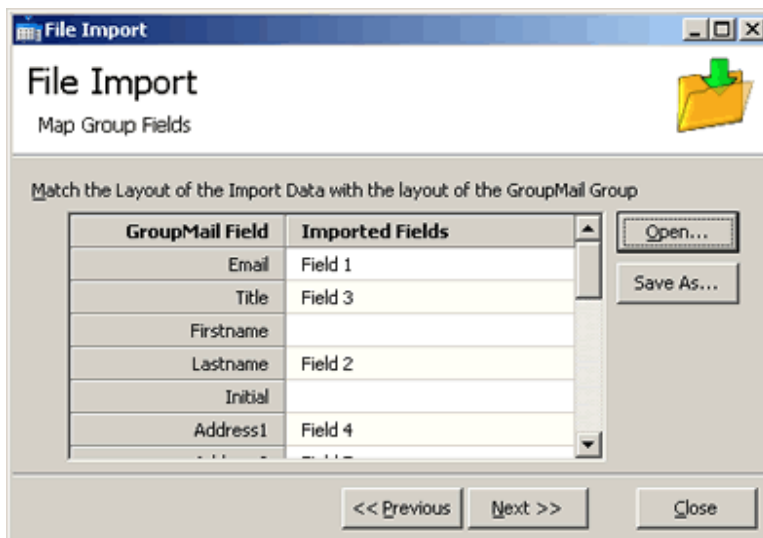 File Import
File Import
Map Group Fields
Match the Layout of the Import Data with the layout of the GroupMail Group
GroupMail Field Imported Fields
Email Field 1
Title Field 3
Firstname
Lastname Field 2
Initial
Address1 Field 4
Open...
Save As...
<< Previous Next >> Close